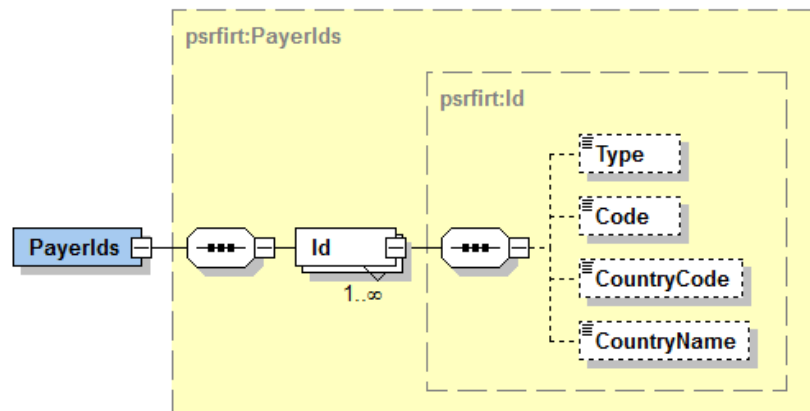 psrfirt:PayerIds
psrfirt:Id
Type
Code
PayerIds
Id
CountryCode
1..∞
CountryName